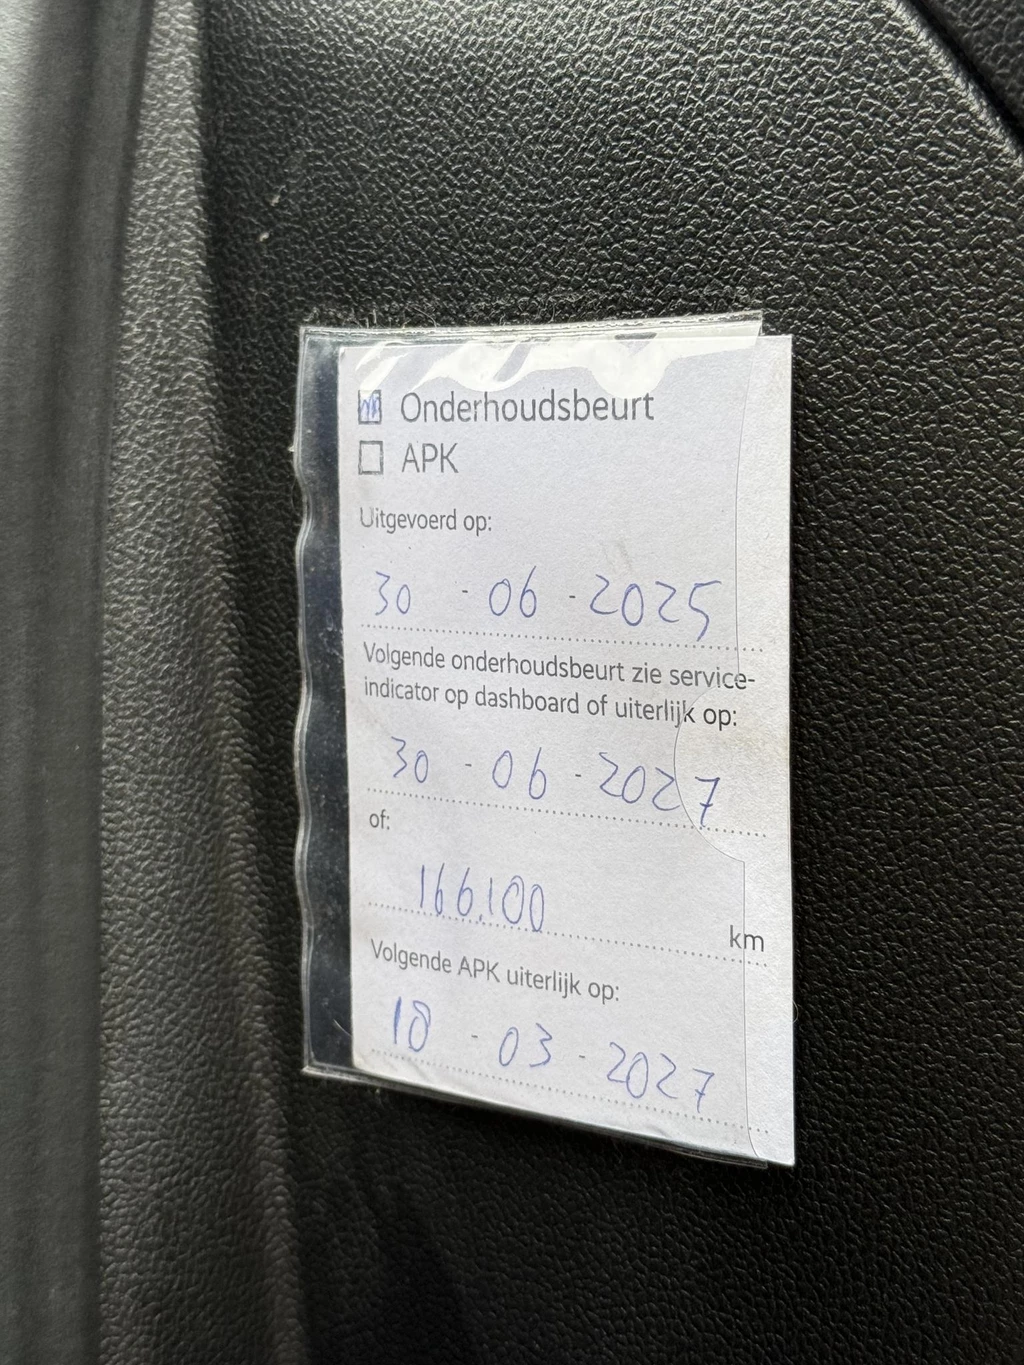 Onderhoudsbeurt
APK
Uitgevoerd op:
30 - 06 - 2025
Volgende onderhoudsbeurt zie service-
indicator op dashboard of uiterlijk op:
30 - 06 - 2027
of:
166.100
km
Volgende APK uiterlijk op:
18 - 03 - 2027